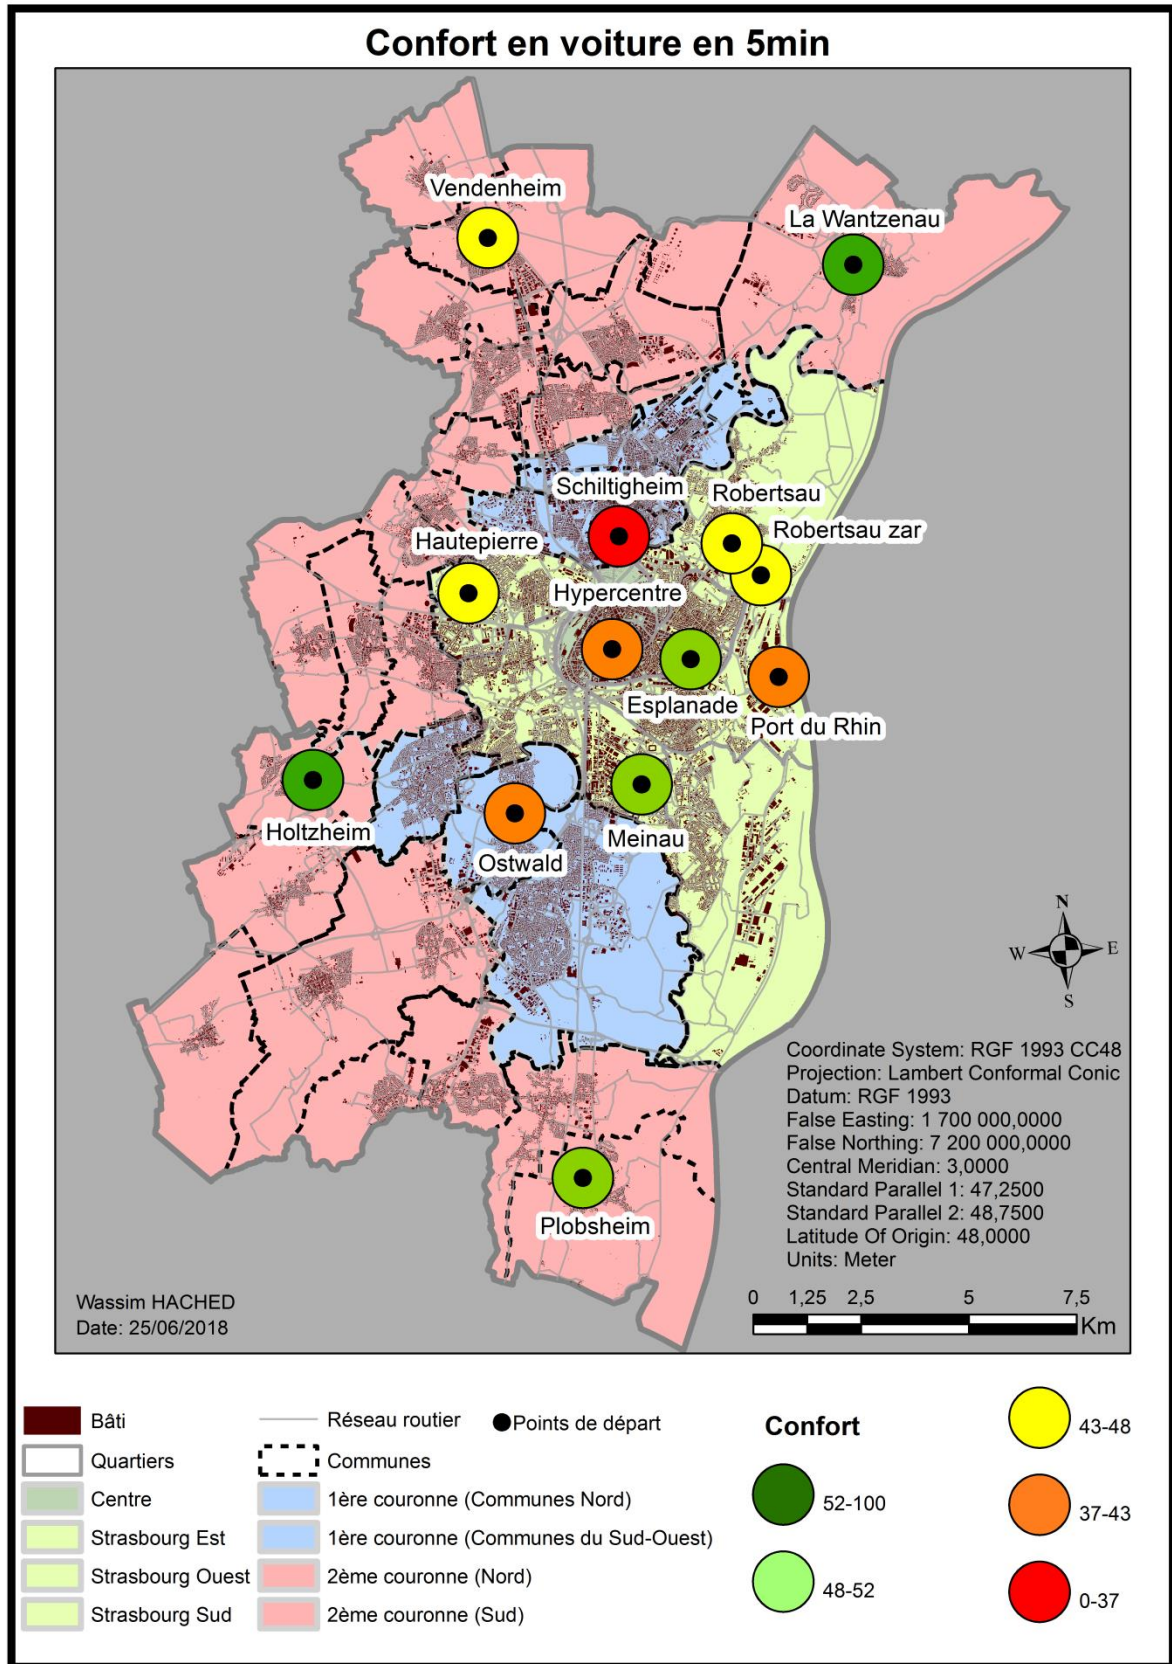 Confort en voiture en 5min
Vendenheim
La Wantzenau
Schiltigheim
Robertsau
Robertsau zar
Hautepierre
Hypercentre
Esplanade
Port du Rhin
Holtzheim
Ostwald
Meinau
Plobsheim
N
W
E
S
Coordinate System: RGF 1993 CC48
Projection: Lambert Conformal Conic
Datum: RGF 1993
False Easting: 1 700 000,0000
False Northing: 7 200 000,0000
Central Meridian: 3,0000
Standard Parallel 1: 47,2500
Standard Parallel 2: 48,7500
Latitude Of Origin: 48,0000
Units: Meter
0 1,25 2,5 5 7,5
Km
Wassim HACHED
Date: 25/06/2018
Bâti
Quartiers
Centre
Strasbourg Est
Strasbourg Ouest
Strasbourg Sud
Réseau routier
Communes
1ère couronne (Communes Nord)
1ère couronne (Communes du Sud-Ouest)
2ème couronne (Nord)
2ème couronne (Sud)
Points de départ
Confort
52-100
48-52
43-48
37-43
0-37